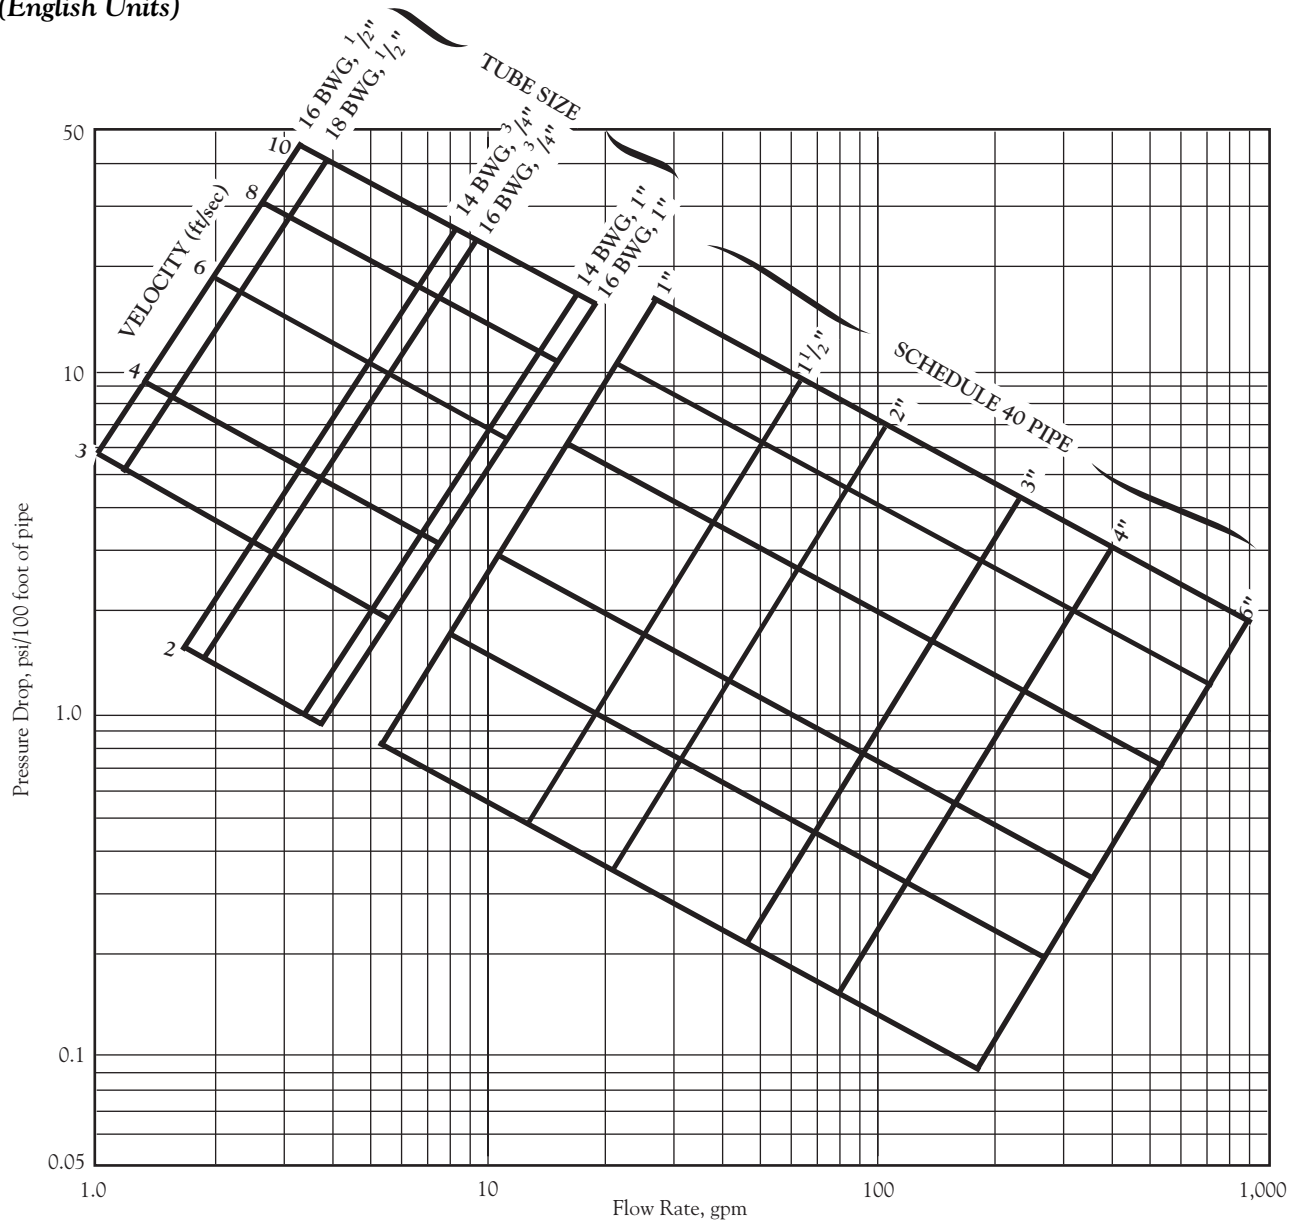 (English Units)
16 BWG, 1/2"
18 BWG, 1/2"
TUBE SIZE
14 BWG, 3/4"
16 BWG, 3/4"
14 BWG, 1"
16 BWG, 1"
VELOCITY (ft/sec)
10
8
6
4
3
2
1"
1 1/2"
2"
3"
4"
6"
SCHEDULE 40 PIPE
50
10
1.0
0.1
0.05
Pressure Drop, psi/100 foot of pipe
1.0
10
100
1,000
Flow Rate, gpm